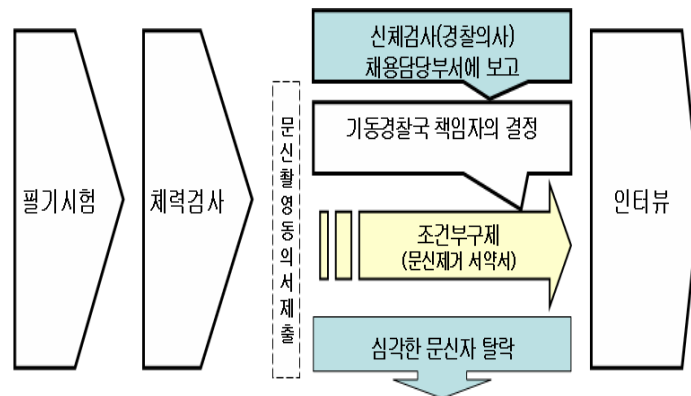 필기시험
체력검사
문신촬영동의서제출
신체검사(경찰의사)
채용담당부서에 보고
기동경찰국 책임자의 결정
조건부구제
(문신제거 서약서)
심각한 문신자 탈락
인터뷰